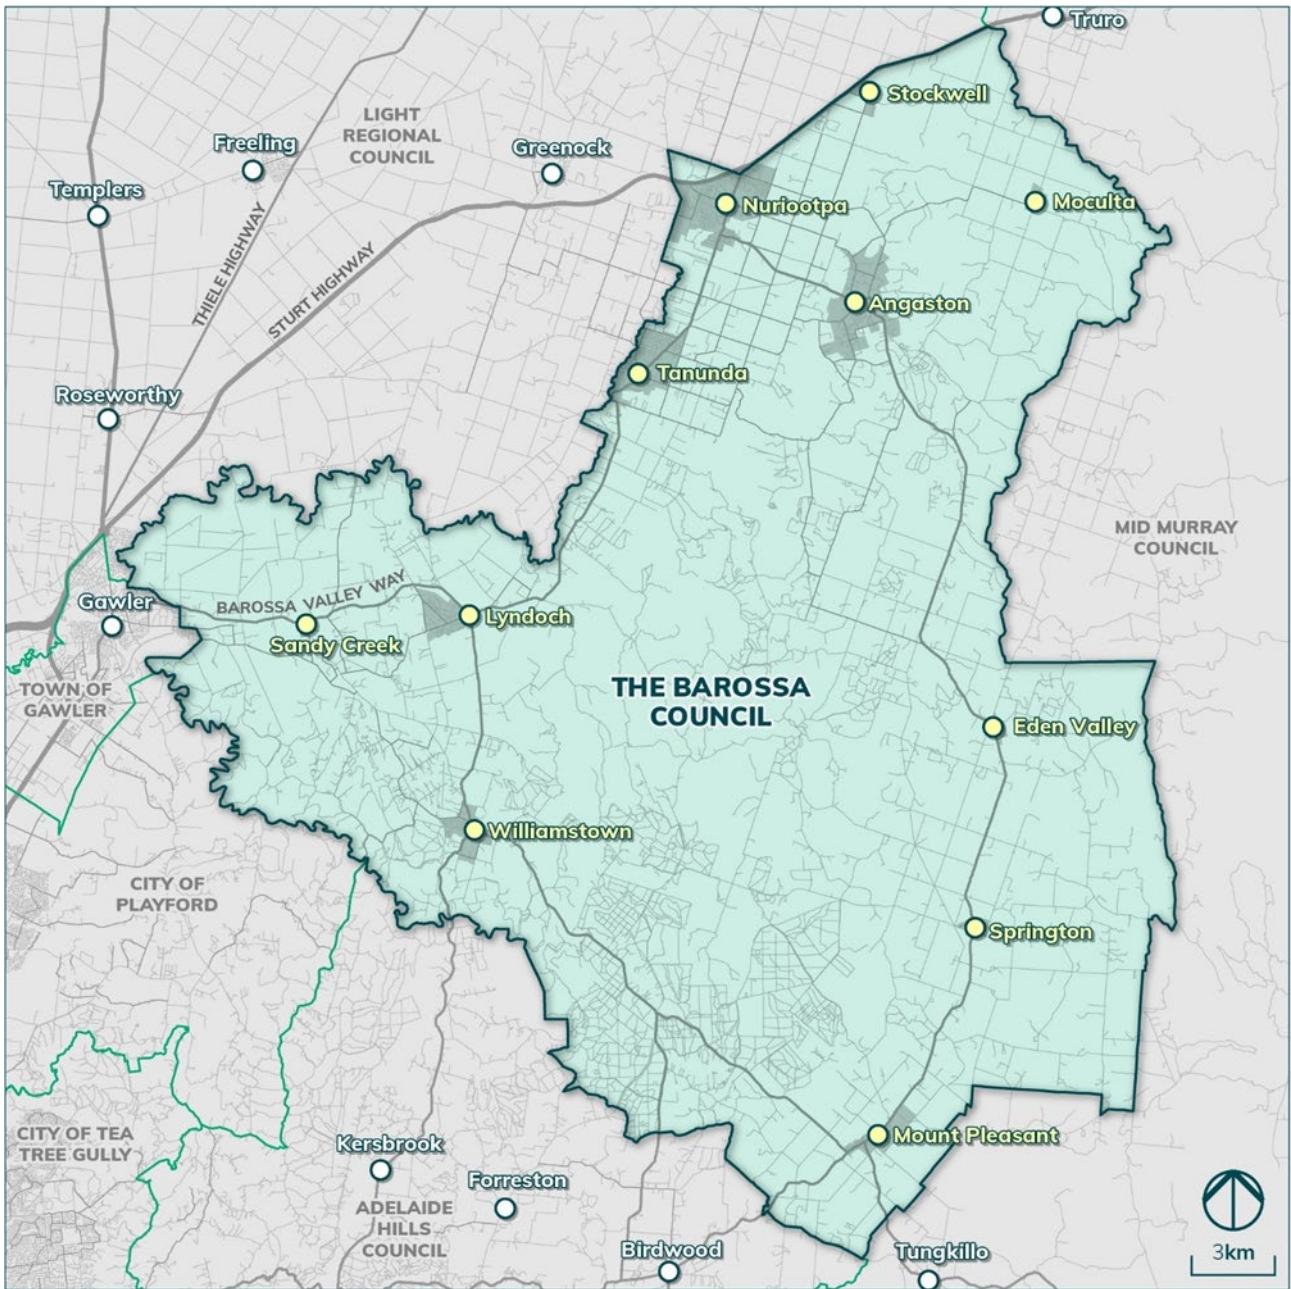 Truro
Stockwell
LIGHT
REGIONAL
COUNCIL
Freeling
Greenock
Templers
Nuriootpa
Moculta
THIELE HIGHWAY
STURT HIGHWAY
Angaston
Tanunda
Roseworthy
MID MURRAY
COUNCIL
BAROSSA VALLEY WAY
Gawler
Lyndoch
Sandy Creek
TOWN OF
GAWLER
THE BAROSSA
COUNCIL
Eden Valley
Williamstown
CITY OF
PLAYFORD
Springton
CITY OF TEA
TREE GULLY
Kersbrook
Mount Pleasant
Forreston
ADELAIDE
HILLS
COUNCIL
Birdwood
Tungkillo
3km